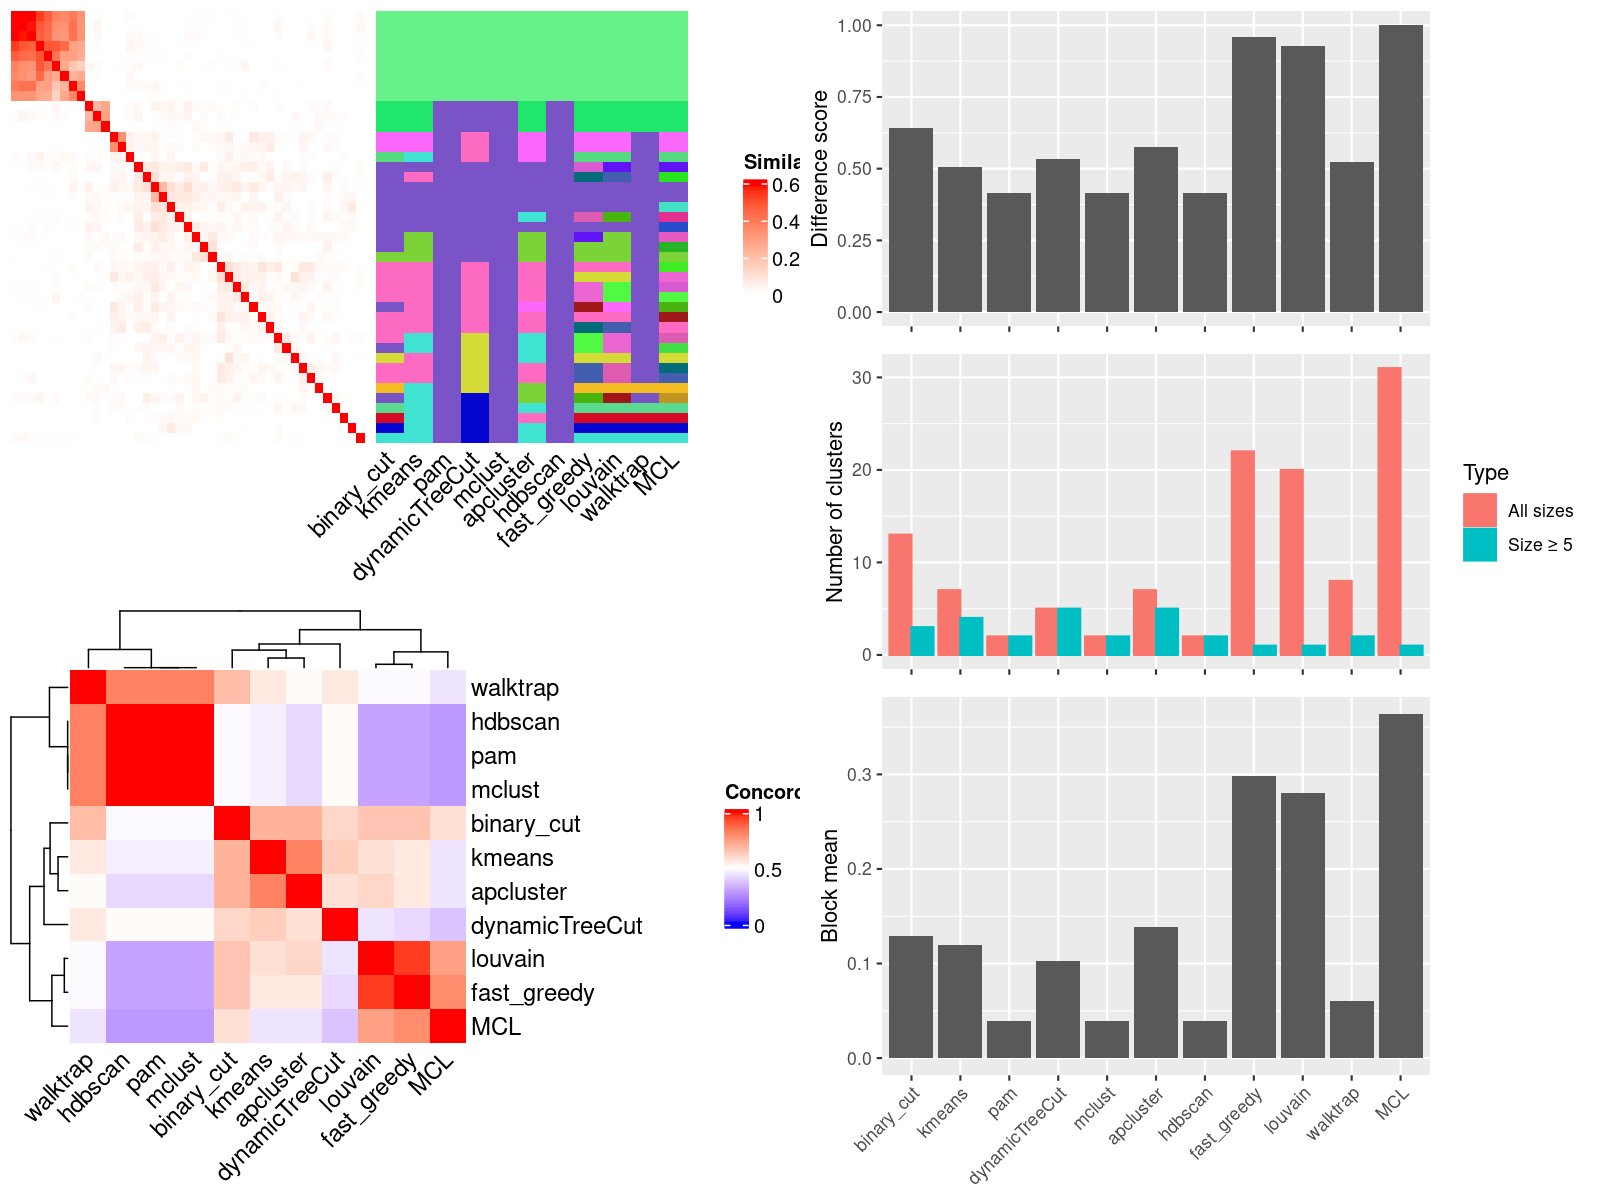 Simila
0.6
0.4
0.2
0
binary_cut
kmeans
pam
dynamicTreeCut
mclust
apcluster
hdbscan
fast_greedy
louvain
walktrap
MCL
Difference score
1.00
0.75
0.50
0.25
0.00
Number of clusters
30
20
10
0
Type
All sizes
Size ≥ 5
walktrap
hdbscan
pam
mclust
binary_cut
kmeans
apcluster
dynamicTreeCut
louvain
fast_greedy
MCL
Concord
1
0.5
0
walktrap
hdbscan
pam
mclust
binary_cut
kmeans
apcluster
dynamicTreeCut
louvain
fast_greedy
MCL
Block mean
0.3
0.2
0.1
0.0
binary_cut
kmeans
pam
dynamicTreeCut
mclust
apcluster
hdbscan
fast_greedy
louvain
walktrap
MCL